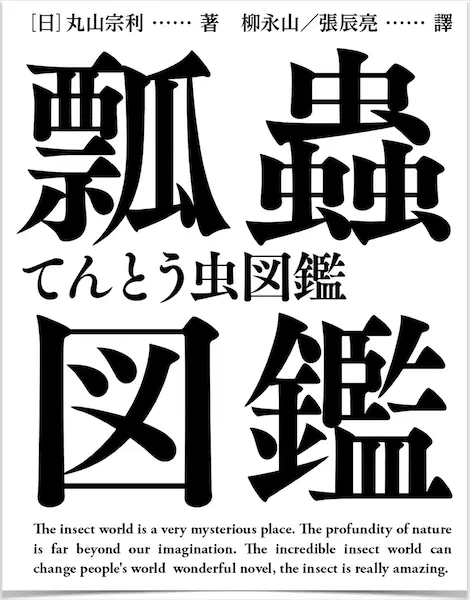 [日]丸山宗利 …… 著 柳永山／張辰亮 …… 譯
瓢蟲
てんとう虫図鑑
図鑑
The insect world is a very mysterious place. The profundity of nature
is far beyond our imagination. The incredible insect world can
change people's world wonderful novel, the insect is really amazing.